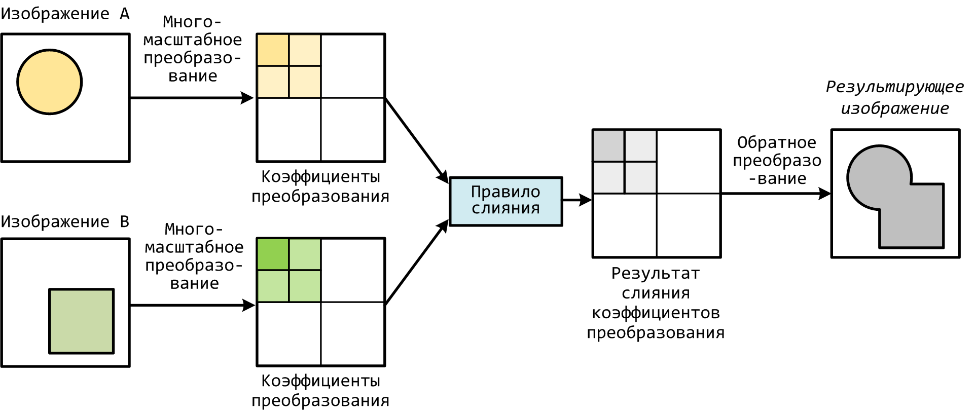 Изображение A
Много-
масштабное
преобразо-
вание
Коэффициенты
преобразования
Изображение B
Много-
масштабное
преобразо-
вание
Коэффициенты
преобразования
Правило
слияния
Результат
слияния
коэффициентов
преобразования
Обратное
преобразо
-вание
Результирующее
изображение